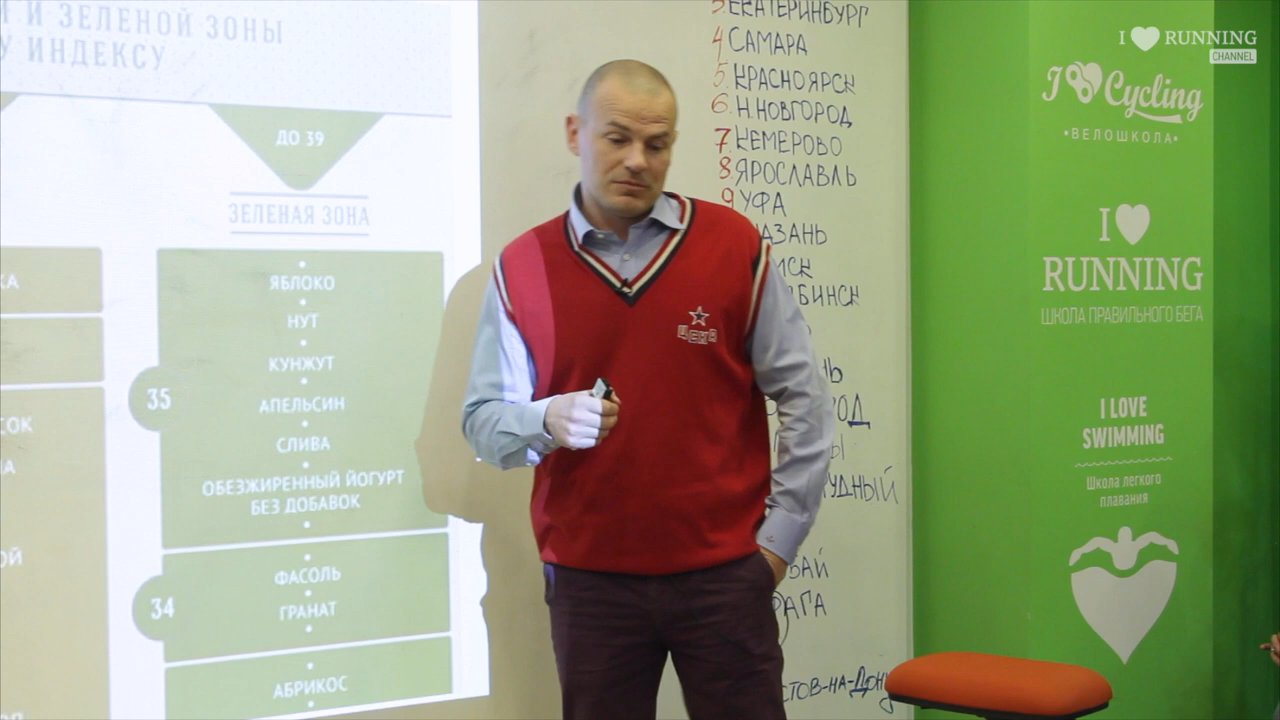 И ЗЕЛЕНОЙ ЗОНЫ
ИНДЕКСУ
ДО 39
ЗЕЛЕНАЯ ЗОНА
35
ЯБЛОКО
НУТ
КУНЖУТ
АПЕЛЬСИН
СЛИВА
ОБЕЗЖИРЕННЫЙ ЙОГУРТ
БЕЗ ДОБАВОК
34
ФАСОЛЬ
ГРАНАТ
АБРИКОС
ЦСКА
3 ЕКАТЕРИНБУРГ
4 САМАРА
5 КРАСНОЯРСК
6. Н.НОВГОРОД
7 КЕМЕРОВО
8 ЯРОСЛАВЛЬ
9 УФА
I RUNNING
CHANNEL
I Cycling
•ВЕЛОШКОЛА•
I
RUNNING
ШКОЛА ПРАВИЛЬНОГО БЕГА
I LOVE
SWIMMING
Школа легкого
плавания